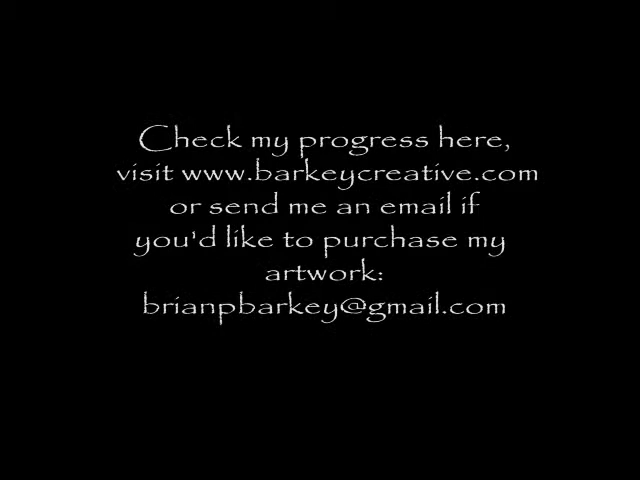 Check my progress here,
visit www.barkeycreative.com
or send me an email if
you'd like to purchase my
artwork:
brianpbarkey@gmail.com